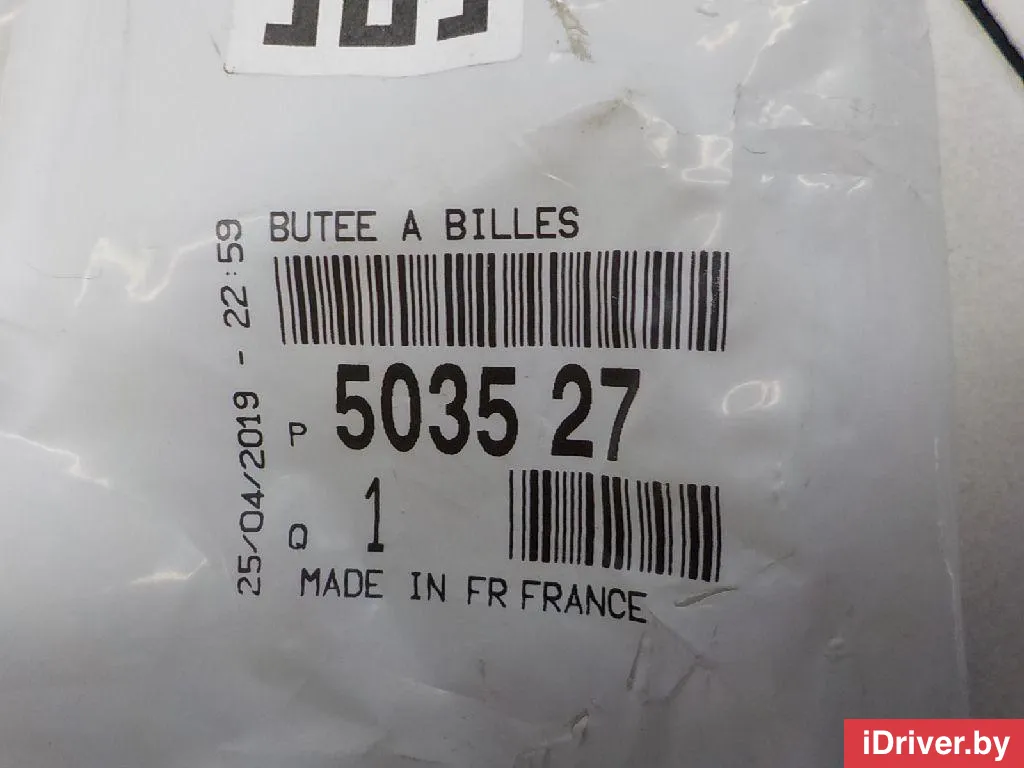 BUTEE A BILLES
25/04/2019 - 22:59
P 5035 27
Q 1
MADE IN FR FRANCE
iDriver.by